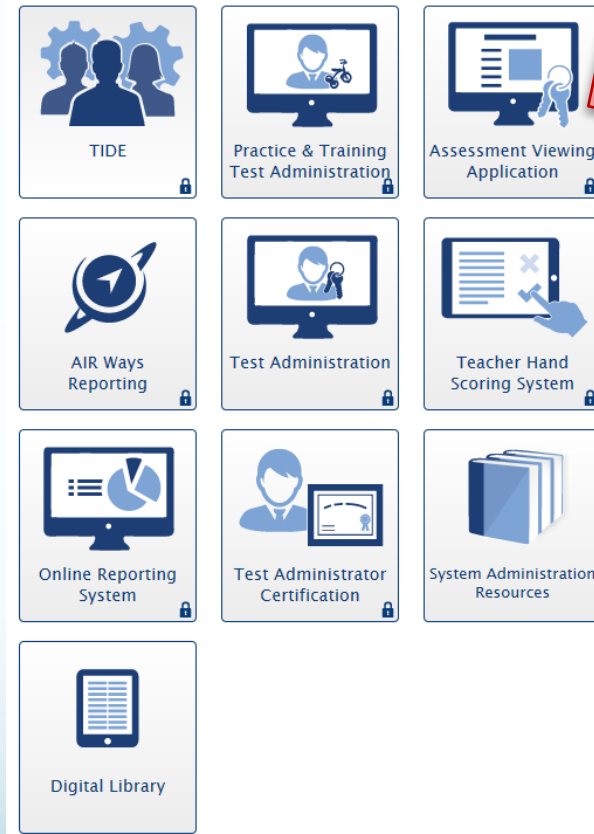 TIDE
Practice & Training
Test Administration
Assessment Viewing
Application
AIR Ways
Reporting
Test Administration
Teacher Hand
Scoring System
Online Reporting
System
Test Administrator
Certification
System Administration
Resources
Digital Library